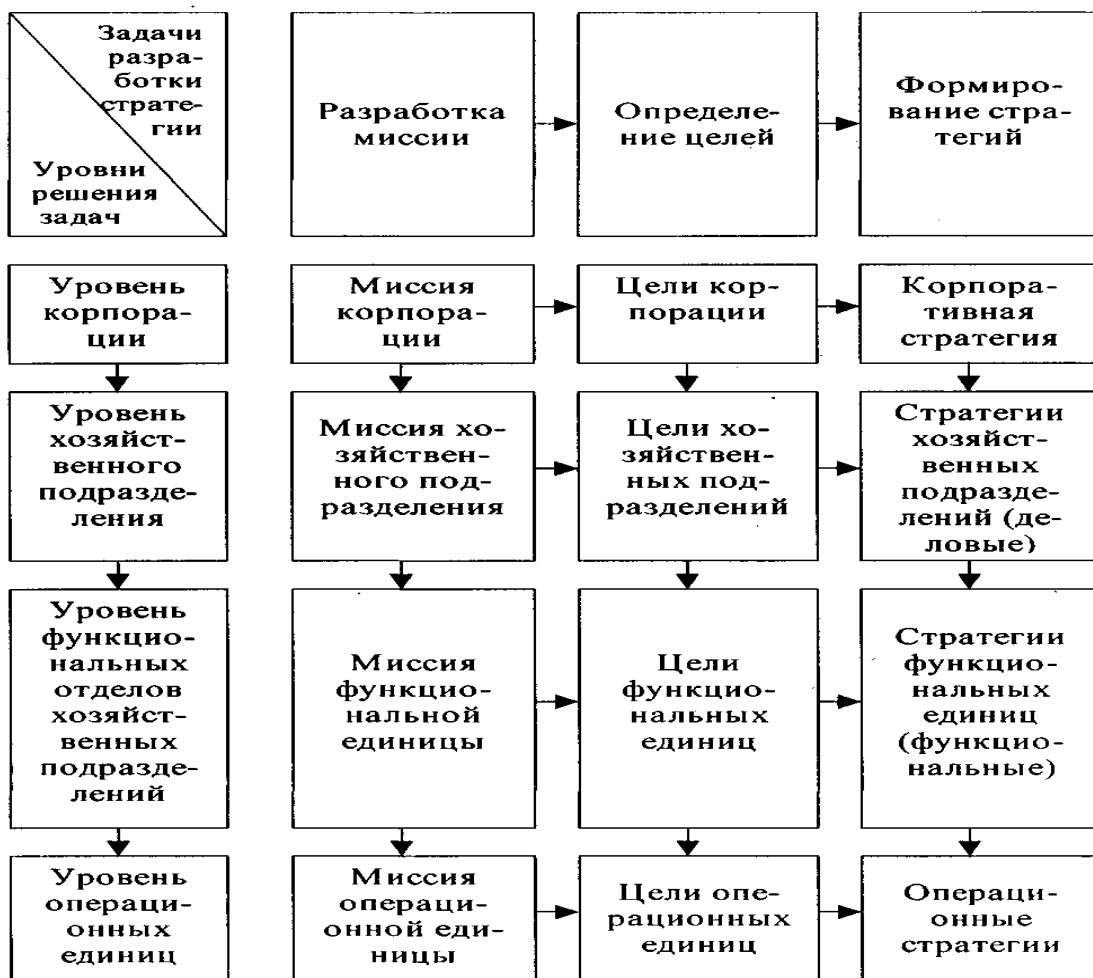 Задачи
разра-
ботки
страте-
гии
Уровни
решения
задач
Разработка
миссии
Определе-
ние целей
Формиро-
вание стра-
тегий
Уровень
корпора-
ции
Миссия
корпора-
ции
Цели кор-
порации
Корпора-
тивная
стратегия
Уровень
хозяйст-
венного
подразде-
ления
Миссия хо-
зяйствен-
ного под-
разделения
Цели хо-
зяйствен-
ных под-
разделений
Стратегии
хозяйст-
венных
подразде-
лений (де-
ловые)
Уровень
функцио-
нальных
отделов
хозяйст-
венных
подразде-
лений
Миссия
функцио-
нальной
единицы
Цели
функцио-
нальных
единиц
Стратегии
функцио-
нальных
единиц
(функцио-
нальные)
Уровень
операци-
онных
единиц
Миссия
операци-
онной еди-
ницы
Цели опе-
рационных
единиц
Операци-
онные
стратегии